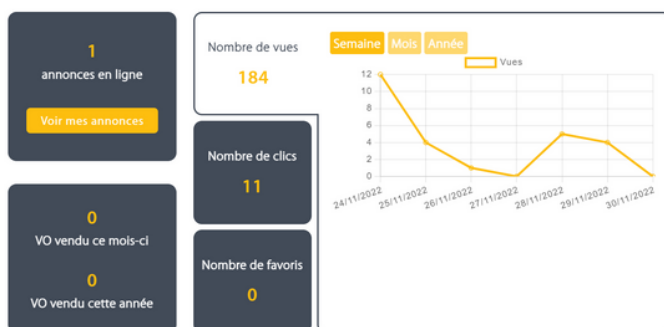 1
annonces en ligne
Voir mes annonces
0
VO vendu ce mois-ci
0
VO vendu cette année
Nombre de vues
184
Nombre de clics
11
Nombre de favoris
0
Semaine Mois Année
Vues
12
10
8
6
4
2
0
24/11/2022 25/11/2022 26/11/2022 27/11/2022 28/11/2022 29/11/2022 30/11/2022